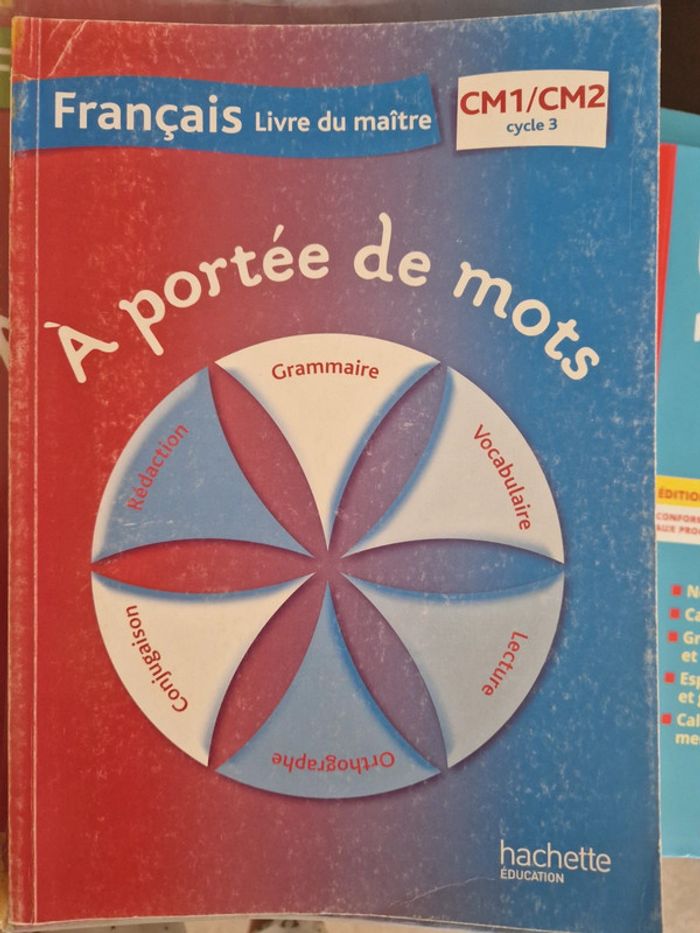 Français Livre du maître
CM1/CM2
cycle 3
À portée de mots
Grammaire
Vocabulaire
Lecture
Orthographe
Conjugaison
Rédaction
hachette
ÉDUCATION
ÉDITION